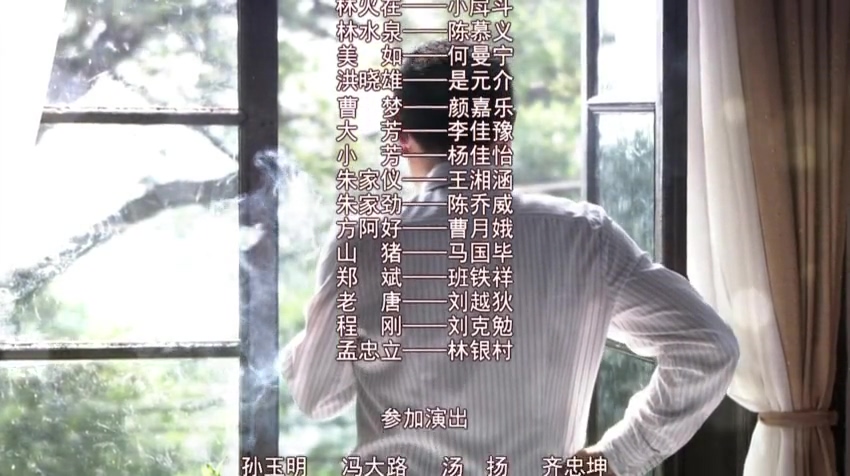 林水泉——陈慕义
美 如——何曼宁
洪晓雄——是元介
曹 梦——颜嘉乐
大 芳——李佳豫
小 芳——杨佳怡
朱家仪——王湘涵
朱家劲——陈乔威
方阿好——曹月娥
山 猪——马国毕
郑 斌——班铁祥
老 唐——刘越狄
程 刚——刘克勉
孟忠立——林银村
参加演出
孙玉明 冯大路 汤 扬 齐忠坤